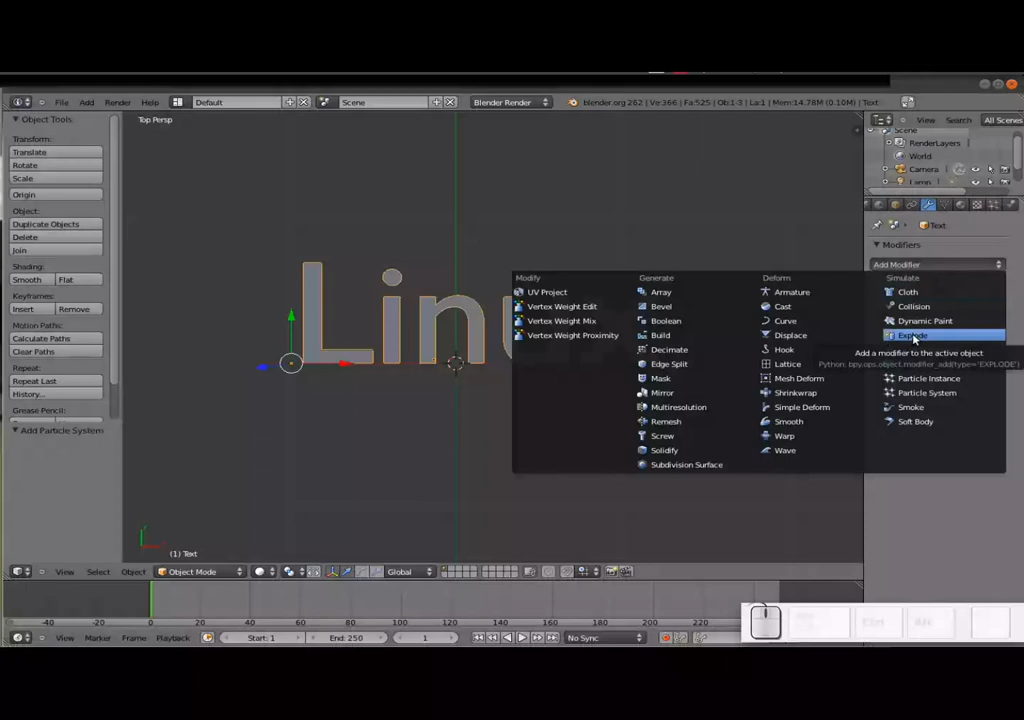 File Add Render Help Default Scene Blender Render blender.org 262 | Ve:366 | Fa:525 | Ob:1-3 | La:1 | Mem:14.78M (0.10M) | Text
Object Tools
Transform:
Translate
Rotate
Scale
Origin
Object:
Duplicate Objects
Delete
Join
Shading:
Smooth Flat
Keyframes:
Insert Remove
Motion Paths:
Calculate Paths
Clear Paths
Repeat:
Repeat Last
History...
Grease Pencil:
Add Particle System
Top Persp
Lin
(1) Text
View Search All Scenes
Scene
RenderLayers
World
Camera
Lamp
Text
Modifiers
Add Modifier
Modify
UV Project
Vertex Weight Edit
Vertex Weight Mix
Vertex Weight Proximity
Generate
Array
Bevel
Boolean
Build
Decimate
Edge Split
Mask
Mirror
Multiresolution
Remesh
Screw
Solidify
Subdivision Surface
Deform
Armature
Cast
Curve
Displace
Hook
Lattice
Mesh Deform
Shrinkwrap
Simple Deform
Smooth
Warp
Wave
Simulate
Cloth
Collision
Dynamic Paint
Explode
Add a modifier to the active object
Python: bpy.ops.object.modifier_add(type='EXPLODE')
Particle Instance
Particle System
Smoke
Soft Body
View Select Object Object Mode Global
-40 -20 0 20 40 60 80 100 120 140 160 180 200 220
View Marker Frame Playback Start: 1 End: 250 1 No Sync
Ctrl Alt